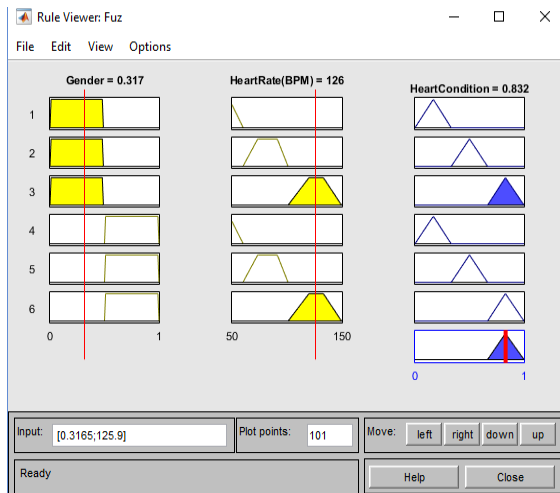 Rule Viewer: Fuz
File Edit View Options
Gender = 0.317 HeartRate(BPM) = 126 HeartCondition = 0.832
1
2
3
4
5
6
0 1 50 150
0 1
Input: [0.3165;125.9] Plot points: 101 Move: left right down up
Ready Help Close